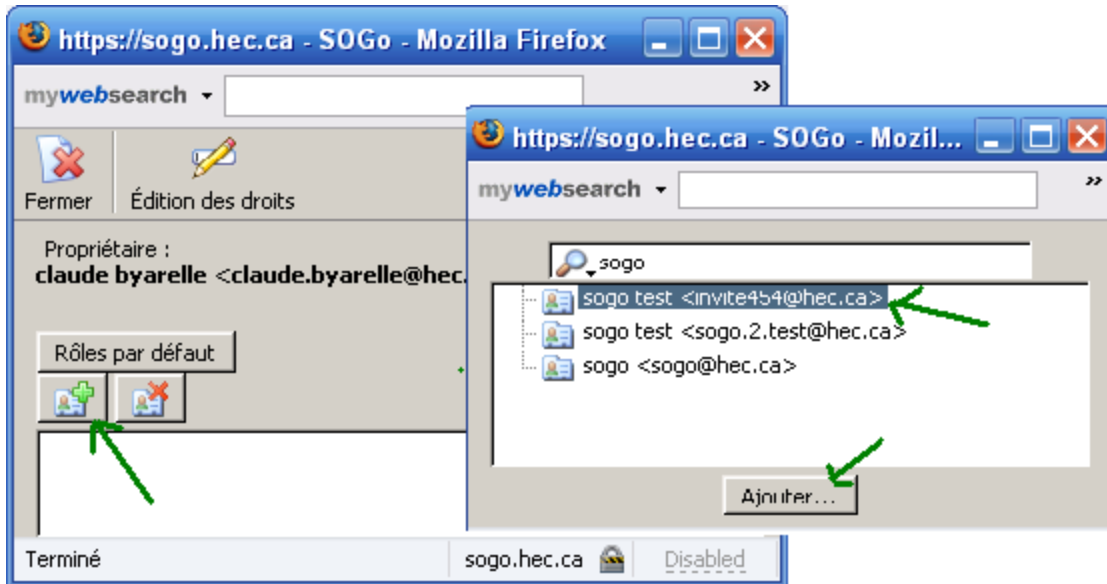 https://sogo.hec.ca - SOGo - Mozilla Firefox
mywebsearch
Fermer
Édition des droits
Propriétaire :
claude byarelle <claude.byarelle@hec.
Rôles par défaut
Terminé
sogo.hec.ca
Disabled
https://sogo.hec.ca - SOGo - Mozil...
mywebsearch
sogo
sogo test <invite454@hec.ca>
sogo test <sogo.2.test@hec.ca>
sogo <sogo@hec.ca>
Ajouter...